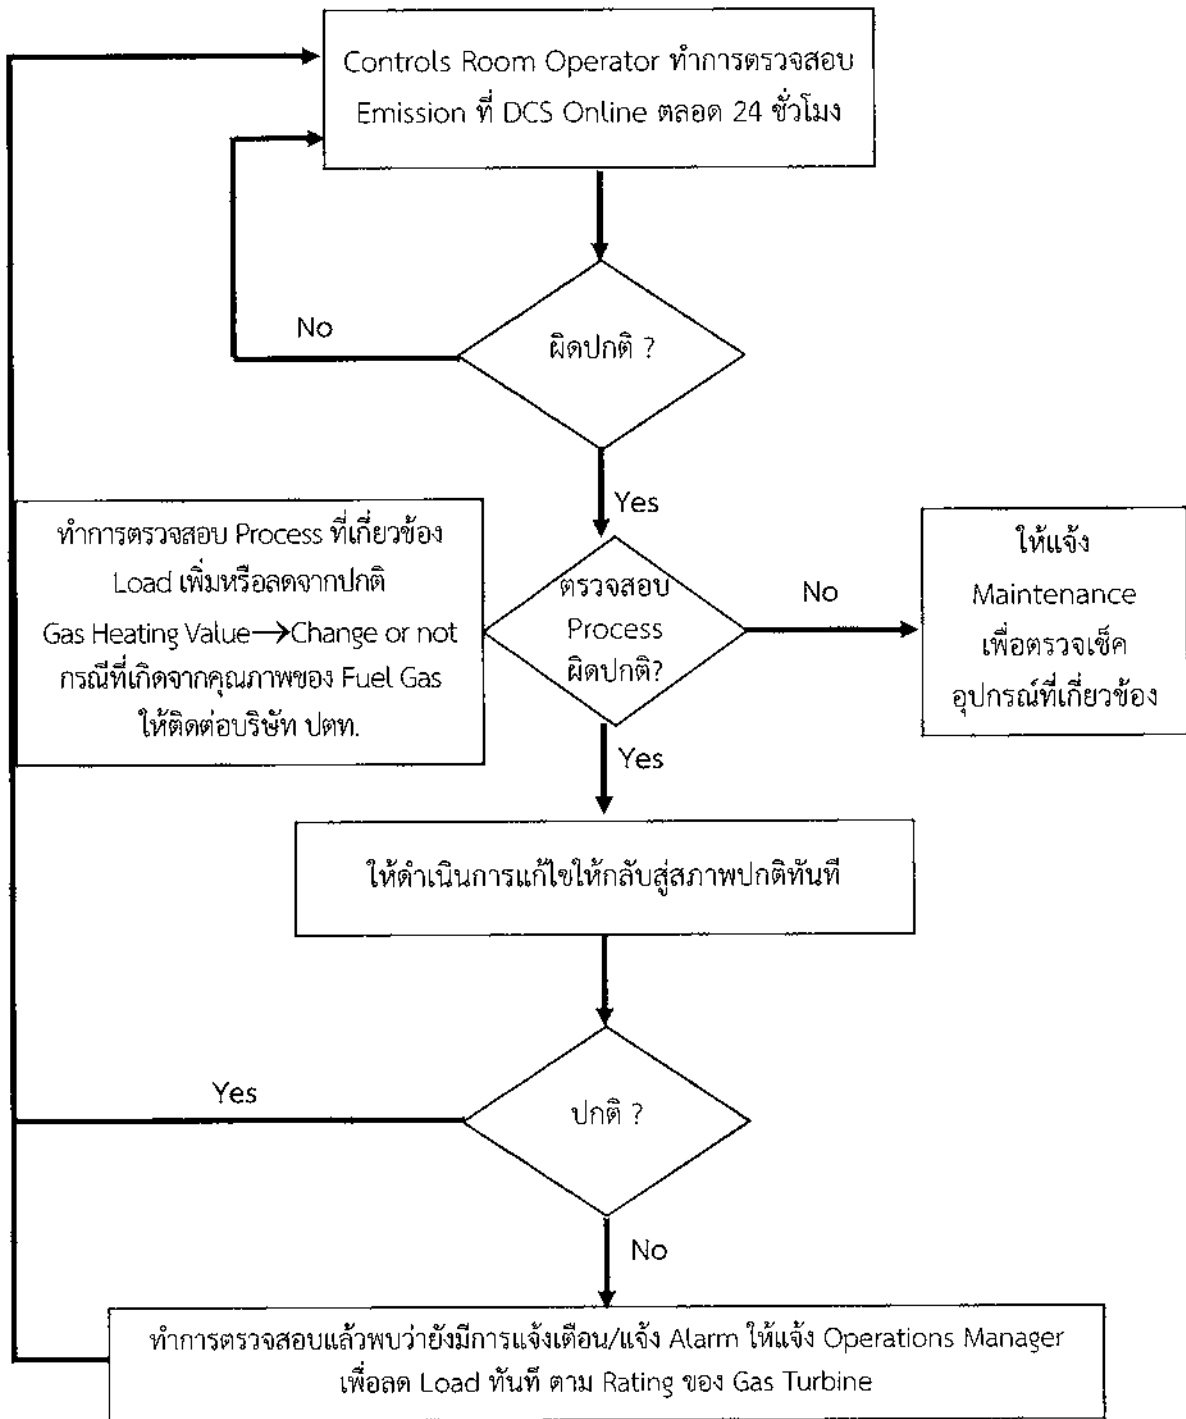 Controls Room Operator ทำการตรวจสอบ
Emission ที่ DCS Online ตลอด 24 ชั่วโมง
No
ผิดปกติ ?
Yes
ทำการตรวจสอบ Process ที่เกี่ยวข้อง
Load เพิ่มหรือลดจากปกติ
Gas Heating Value→Change or not
กรณีที่เกิดจากคุณภาพของ Fuel Gas
ให้ติดต่อบริษัท ปตท.
ตรวจสอบ
Process
ผิดปกติ?
No
ให้แจ้ง
Maintenance
เพื่อตรวจเช็ค
อุปกรณ์ที่เกี่ยวข้อง
Yes
ให้ดำเนินการแก้ไขให้กลับสู่สภาพปกติทันที
Yes
ปกติ ?
No
ทำการตรวจสอบแล้วพบว่ายังมีการแจ้งเตือน/แจ้ง Alarm ให้แจ้ง Operations Manager
เพื่อลด Load ทันที ตาม Rating ของ Gas Turbine